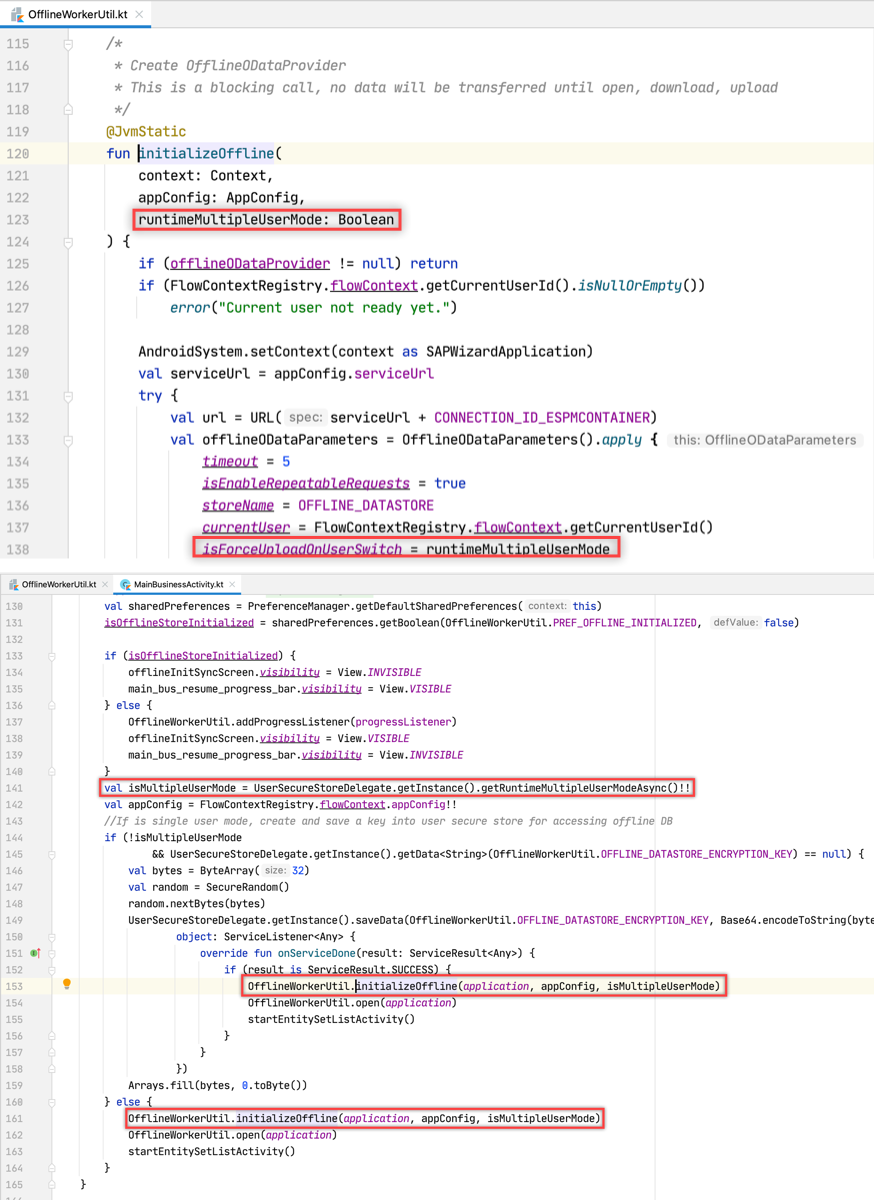 OfflineWorkerUtil.kt
115 /*
116 * Create OfflineODataProvider
117 * This is a blocking call, no data will be transferred until open, download, upload
118 */
119 @JvmStatic
120 fun initializeOffline(
121 context: Context,
122 appConfig: AppConfig,
123 runtimeMultipleUserMode: Boolean
124 ) {
125 if (offlineODataProvider != null) return
126 if (FlowContextRegistry.flowContext.getCurrentUserId().isNullOrEmpty())
127 error("Current user not ready yet.")
128
129 AndroidSystem.setContext(context as SAPWizardApplication)
130 val serviceUrl = appConfig.serviceUrl
131 try {
132 val url = URL( spec: serviceUrl + CONNECTION_ID_ESPMCONTAINER)
133 val offlineODataParameters = OfflineODataParameters().apply { this: OfflineODataParameters
134 timeout = 5
135 isEnableRepeatableRequests = true
136 storeName = OFFLINE_DATASTORE
137 currentUser = FlowContextRegistry.flowContext.getCurrentUserId()
138 isForceUploadOnUserSwitch = runtimeMultipleUserMode
OfflineWorkerUtil.kt MainBusinessActivity.kt
130 val sharedPreferences = PreferenceManager.getDefaultSharedPreferences( context: this)
131 isOfflineStoreInitialized = sharedPreferences.getBoolean(OfflineWorkerUtil.PREF_OFFLINE_INITIALIZED, defValue: false)
132
133 if (isOfflineStoreInitialized) {
134 offlineInitSyncScreen.visibility = View.INVISIBLE
135 main_bus_resume_progress_bar.visibility = View.VISIBLE
136 } else {
137 OfflineWorkerUtil.addProgressListener(progressListener)
138 offlineInitSyncScreen.visibility = View.VISIBLE
139 main_bus_resume_progress_bar.visibility = View.INVISIBLE
140 }
141 val isMultipleUserMode = UserSecureStoreDelegate.getInstance().getRuntimeMultipleUserModeAsync()!!
142 val appConfig = FlowContextRegistry.flowContext.appConfig!!
143 //If is single user mode, create and save a key into user secure store for accessing offline DB
144 if (!isMultipleUserMode
145 && UserSecureStoreDelegate.getInstance().getData<String>(OfflineWorkerUtil.OFFLINE_DATASTORE_ENCRYPTION_KEY) == null) {
146 val bytes = ByteArray( size: 32)
147 val random = SecureRandom()
148 random.nextBytes(bytes)
149 UserSecureStoreDelegate.getInstance().saveData(OfflineWorkerUtil.OFFLINE_DATASTORE_ENCRYPTION_KEY, Base64.encodeToString(byte
150 object: ServiceListener<Any> {
151 override fun onServiceDone(result: ServiceResult<Any>) {
152 if (result is ServiceResult.SUCCESS) {
153 OfflineWorkerUtil.initializeOffline(application, appConfig, isMultipleUserMode)
154 OfflineWorkerUtil.open(application)
155 startEntitySetListActivity()
156 }
157 }
158 })
159 Arrays.fill(bytes, 0.toByte())
160 } else {
161 OfflineWorkerUtil.initializeOffline(application, appConfig, isMultipleUserMode)
162 OfflineWorkerUtil.open(application)
163 startEntitySetListActivity()
164 }
165 }